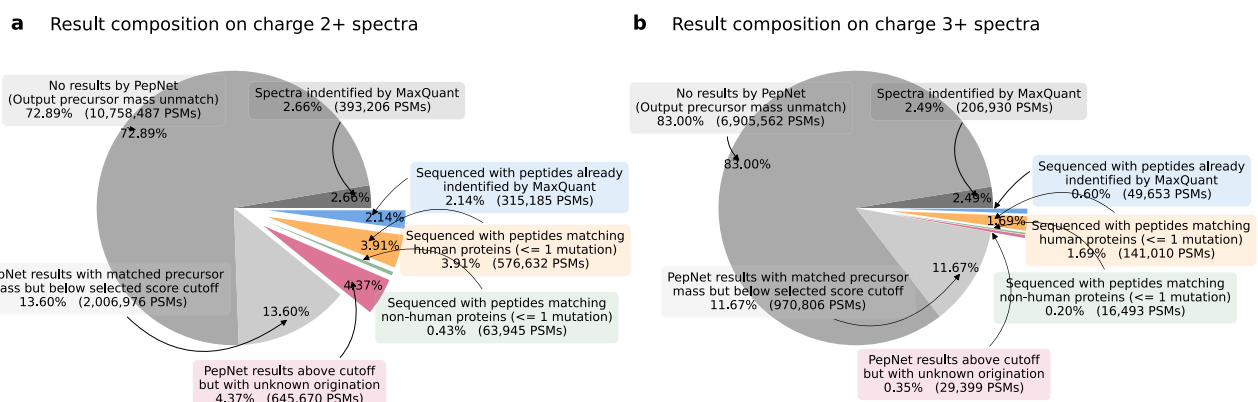 a Result composition on charge 2+ spectra
No results by PepNet
(Output precursor mass unmatch)
72.89% (10,758,487 PSMs)
72.89%
Spectra indentified by MaxQuant
2.66% (393,206 PSMs)
2.66%
Sequenced with peptides already
indentified by MaxQuant
2.14% (315,185 PSMs)
2.14%
Sequenced with peptides matching
human proteins (<= 1 mutation)
3.91% (576,632 PSMs)
3.91%
Sequenced with peptides matching
non-human proteins (<= 1 mutation)
0.43% (63,945 PSMs)
4.37%
pNet results with matched precursor
ass but below selected score cutoff
13.60% (2,006,976 PSMs)
13.60%
PepNet results above cutoff
but with unknown origination
4.37% (645,670 PSMs)
b Result composition on charge 3+ spectra
No results by PepNet
(Output precursor mass unmatch)
83.00% (6,905,562 PSMs)
83.00%
Spectra indentified by MaxQuant
2.49% (206,930 PSMs)
2.49%
Sequenced with peptides already
indentified by MaxQuant
0.60% (49,653 PSMs)
1.69%
Sequenced with peptides matching
human proteins (<= 1 mutation)
1.69% (141,010 PSMs)
Sequenced with peptides matching
non-human proteins (<= 1 mutation)
0.20% (16,493 PSMs)
PepNet results with matched precursor
mass but below selected score cutoff
11.67% (970,806 PSMs)
11.67%
PepNet results above cutoff
but with unknown origination
0.35% (29,399 PSMs)